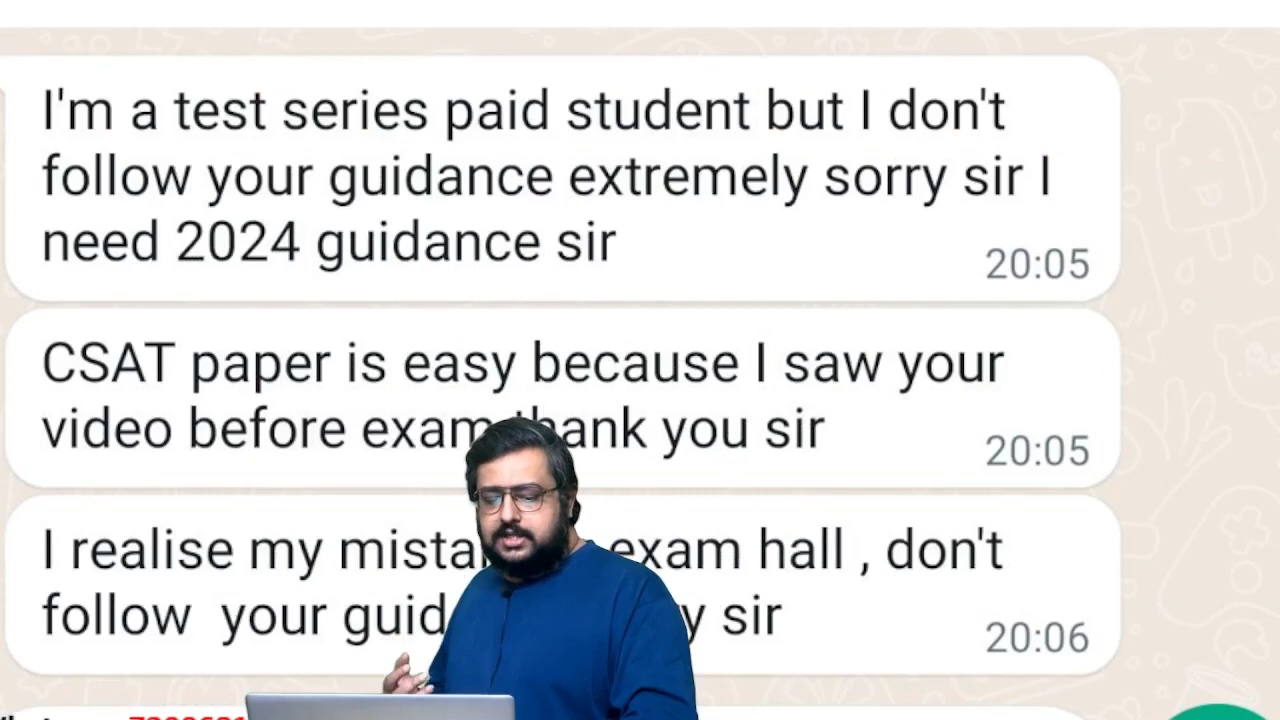 I'm a test series paid student but I don't
follow your guidance extremely sorry sir I
need 2024 guidance sir
20:05
CSAT paper is easy because I saw your
video before exam thank you sir
20:05
I realise my exam hall , don't
follow your sir
20:06